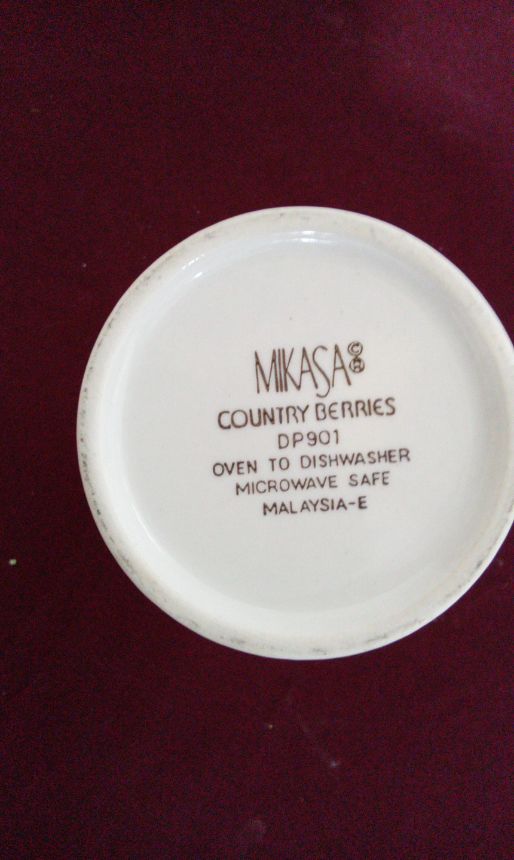 MIKASA©®
COUNTRY BERRIES
DP901
OVEN TO DISHWASHER
MICROWAVE SAFE
MALAYSIA-E